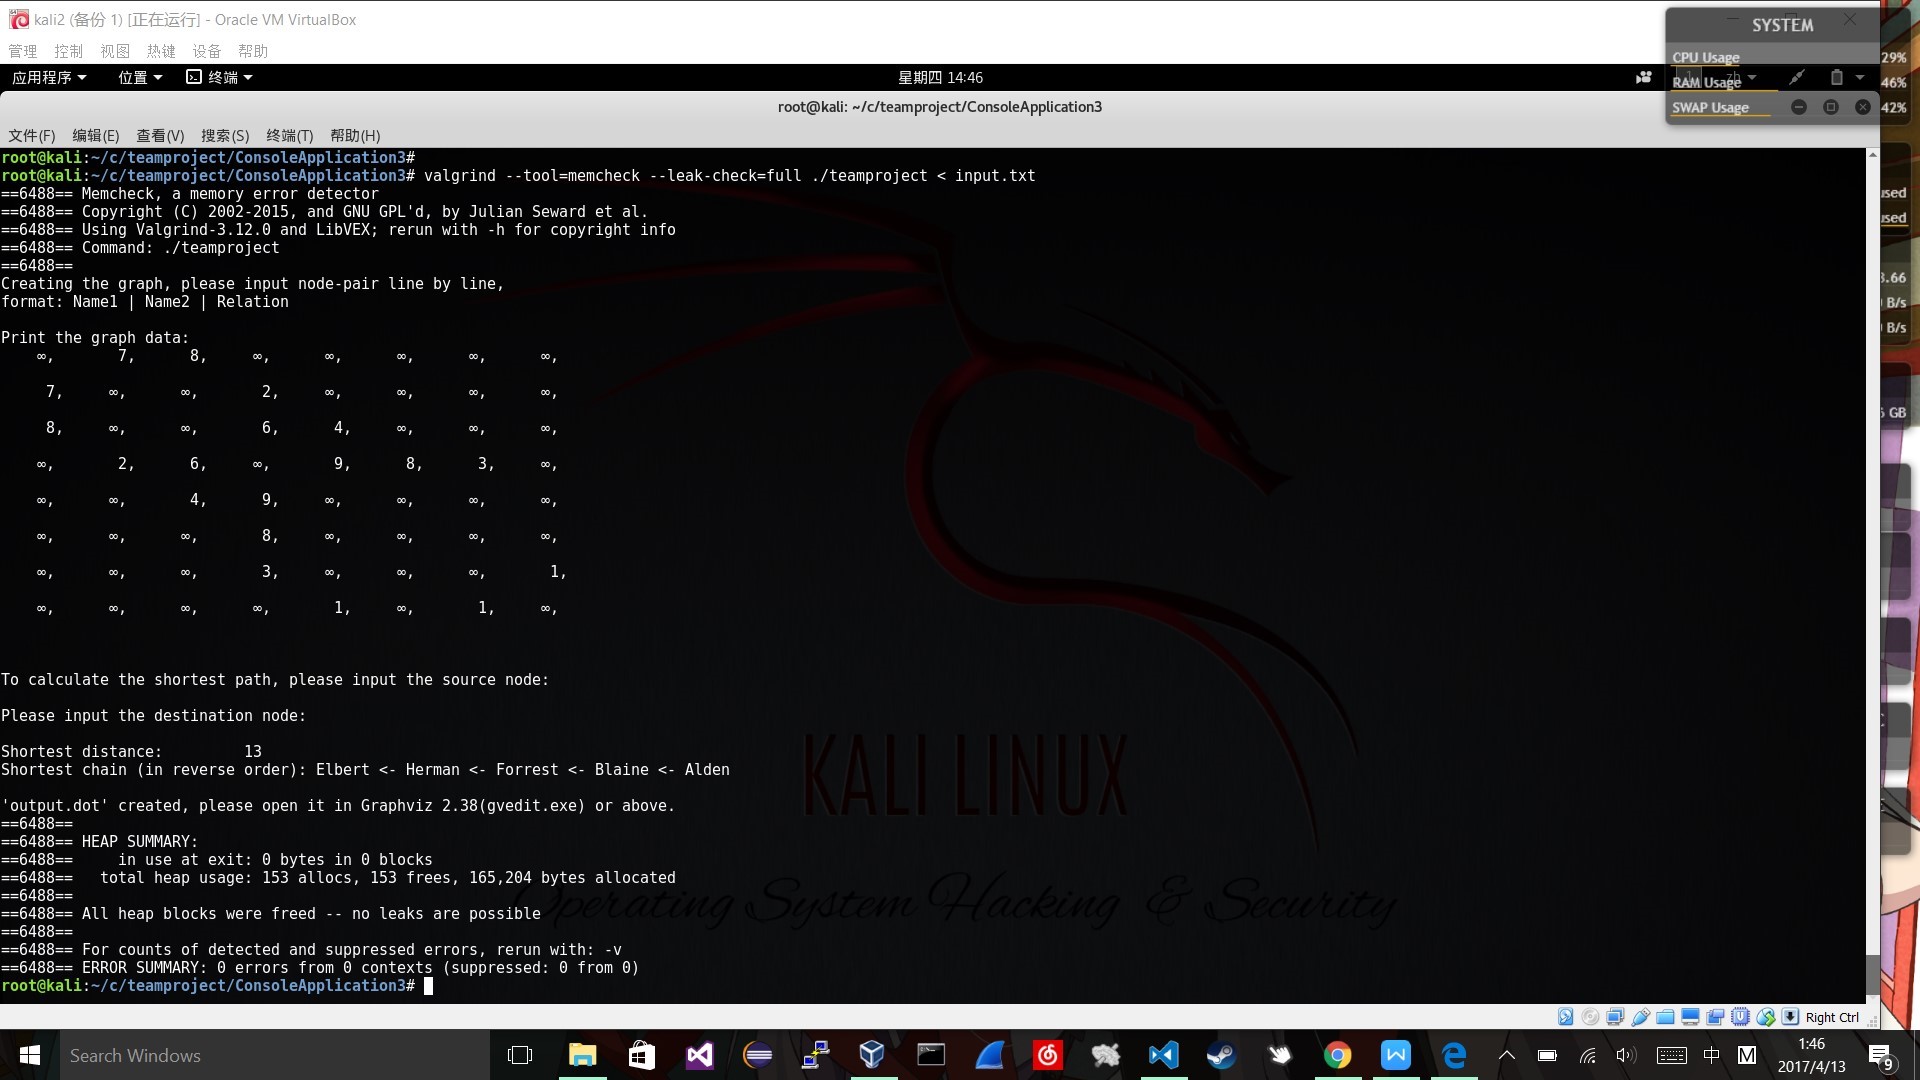 kali2 (备份 1) [正在运行] - Oracle VM VirtualBox
管理 控制 视图 热键 设备 帮助
应用程序 位置 终端 星期四 14:46 1 zh
SYSTEM
CPU Usage 29%
RAM Usage 46%
SWAP Usage 42%
root@kali: ~/c/teamproject/ConsoleApplication3
文件(F) 编辑(E) 查看(V) 搜索(S) 终端(T) 帮助(H)
root@kali:~/c/teamproject/ConsoleApplication3#
root@kali:~/c/teamproject/ConsoleApplication3# valgrind --tool=memcheck --leak-check=full ./teamproject < input.txt
==6488== Memcheck, a memory error detector
==6488== Copyright (C) 2002-2015, and GNU GPL'd, by Julian Seward et al.
==6488== Using Valgrind-3.12.0 and LibVEX; rerun with -h for copyright info
==6488== Command: ./teamproject
==6488==
Creating the graph, please input node-pair line by line,
format: Name1 | Name2 | Relation
Print the graph data:
∞, 7, 8, ∞, ∞, ∞, ∞, ∞,
7, ∞, ∞, 2, ∞, ∞, ∞, ∞,
8, ∞, ∞, 6, 4, ∞, ∞, ∞,
∞, 2, 6, ∞, 9, 8, 3, ∞,
∞, ∞, 4, 9, ∞, ∞, ∞, ∞,
∞, ∞, ∞, 8, ∞, ∞, ∞, ∞,
∞, ∞, ∞, 3, ∞, ∞, ∞, 1,
∞, ∞, ∞, ∞, 1, ∞, 1, ∞,
To calculate the shortest path, please input the source node:
Please input the destination node:
Shortest distance: 13
Shortest chain (in reverse order): Elbert <- Herman <- Forrest <- Blaine <- Alden
'output.dot' created, please open it in Graphviz 2.38(gvedit.exe) or above.
==6488==
==6488== HEAP SUMMARY:
==6488== in use at exit: 0 bytes in 0 blocks
==6488== total heap usage: 153 allocs, 153 frees, 165,204 bytes allocated
==6488==
==6488== All heap blocks were freed -- no leaks are possible
==6488==
==6488== For counts of detected and suppressed errors, rerun with: -v
==6488== ERROR SUMMARY: 0 errors from 0 contexts (suppressed: 0 from 0)
root@kali:~/c/teamproject/ConsoleApplication3#
KALI LINUX
Operating System Hacking & Security
used
used
3.66
B/s
B/s
GB
Right Ctrl
Search Windows
中 M
1:46
2017/4/13
9